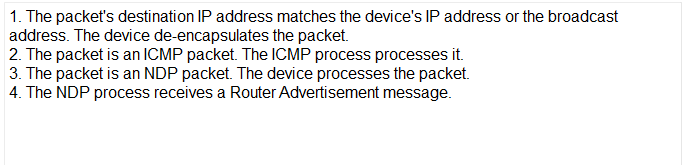 1. The packet's destination IP address matches the device's IP address or the broadcast
address. The device de-encapsulates the packet.
2. The packet is an ICMP packet. The ICMP process processes it.
3. The packet is an NDP packet. The device processes the packet.
4. The NDP process receives a Router Advertisement message.